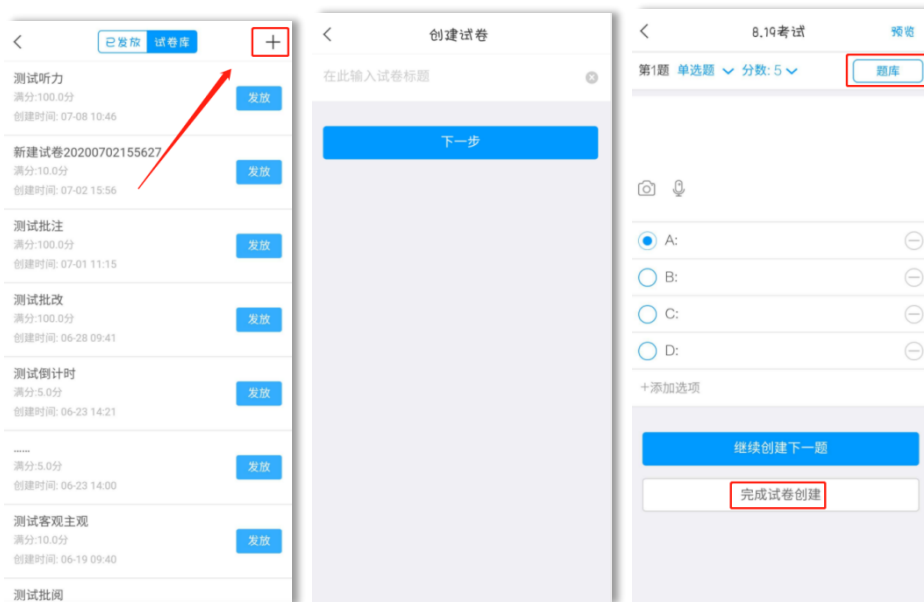 已发放 试卷库
测试听力
满分:100.0分
创建时间: 07-08 10:46
发放
新建试卷20200702155627
满分:10.0分
创建时间: 07-02 15:56
发放
测试批注
满分:100.0分
创建时间: 07-01 11:15
发放
测试批改
满分:100.0分
创建时间: 06-28 09:41
发放
测试倒计时
满分:5.0分
创建时间: 06-23 14:21
发放
......
满分:5.0分
创建时间: 06-23 14:00
发放
测试客观主观
满分:10.0分
创建时间: 06-19 09:40
发放
测试批阅
创建试卷
在此输入试卷标题
下一步
8.19考试 预览
第1题 单选题 分数: 5 题库
A:
B:
C:
D:
+添加选项
继续创建下一题
完成试卷创建